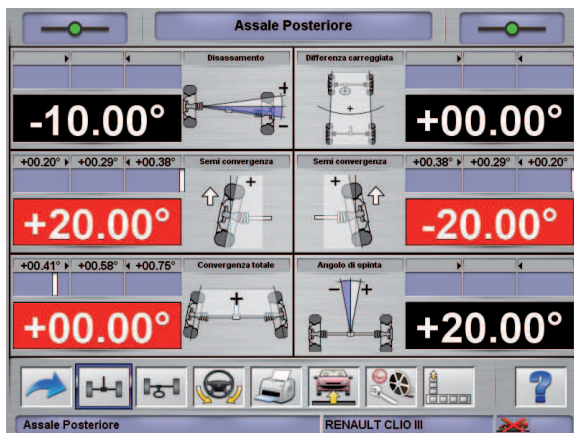 Assale Posteriore
Disassamento
Differenza carreggiata
-10.00°
+
-
+
+00.00°
+00.20° +00.29° +00.38°
Semi convergenza
Semi convergenza
+00.38° +00.29° +00.20°
+20.00°
+
+
-20.00°
+00.41° +00.58° +00.75°
Convergenza totale
Angolo di spinta
+00.00°
+
- +
+20.00°
?
Assale Posteriore
RENAULT CLIO III